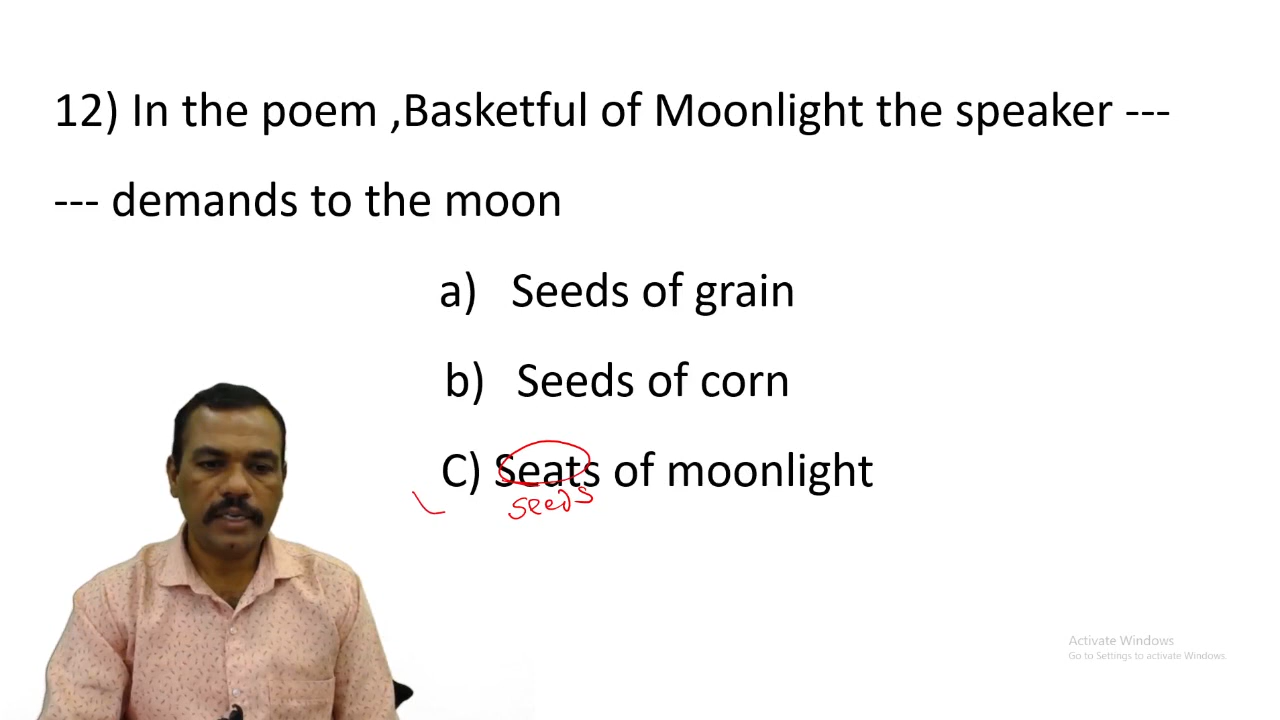 12) In the poem ,Basketful of Moonlight the speaker ---
--- demands to the moon
a) Seeds of grain
b) Seeds of corn
C) Seats of moonlight
seeds
Activate Windows
Go to Settings to activate Windows.